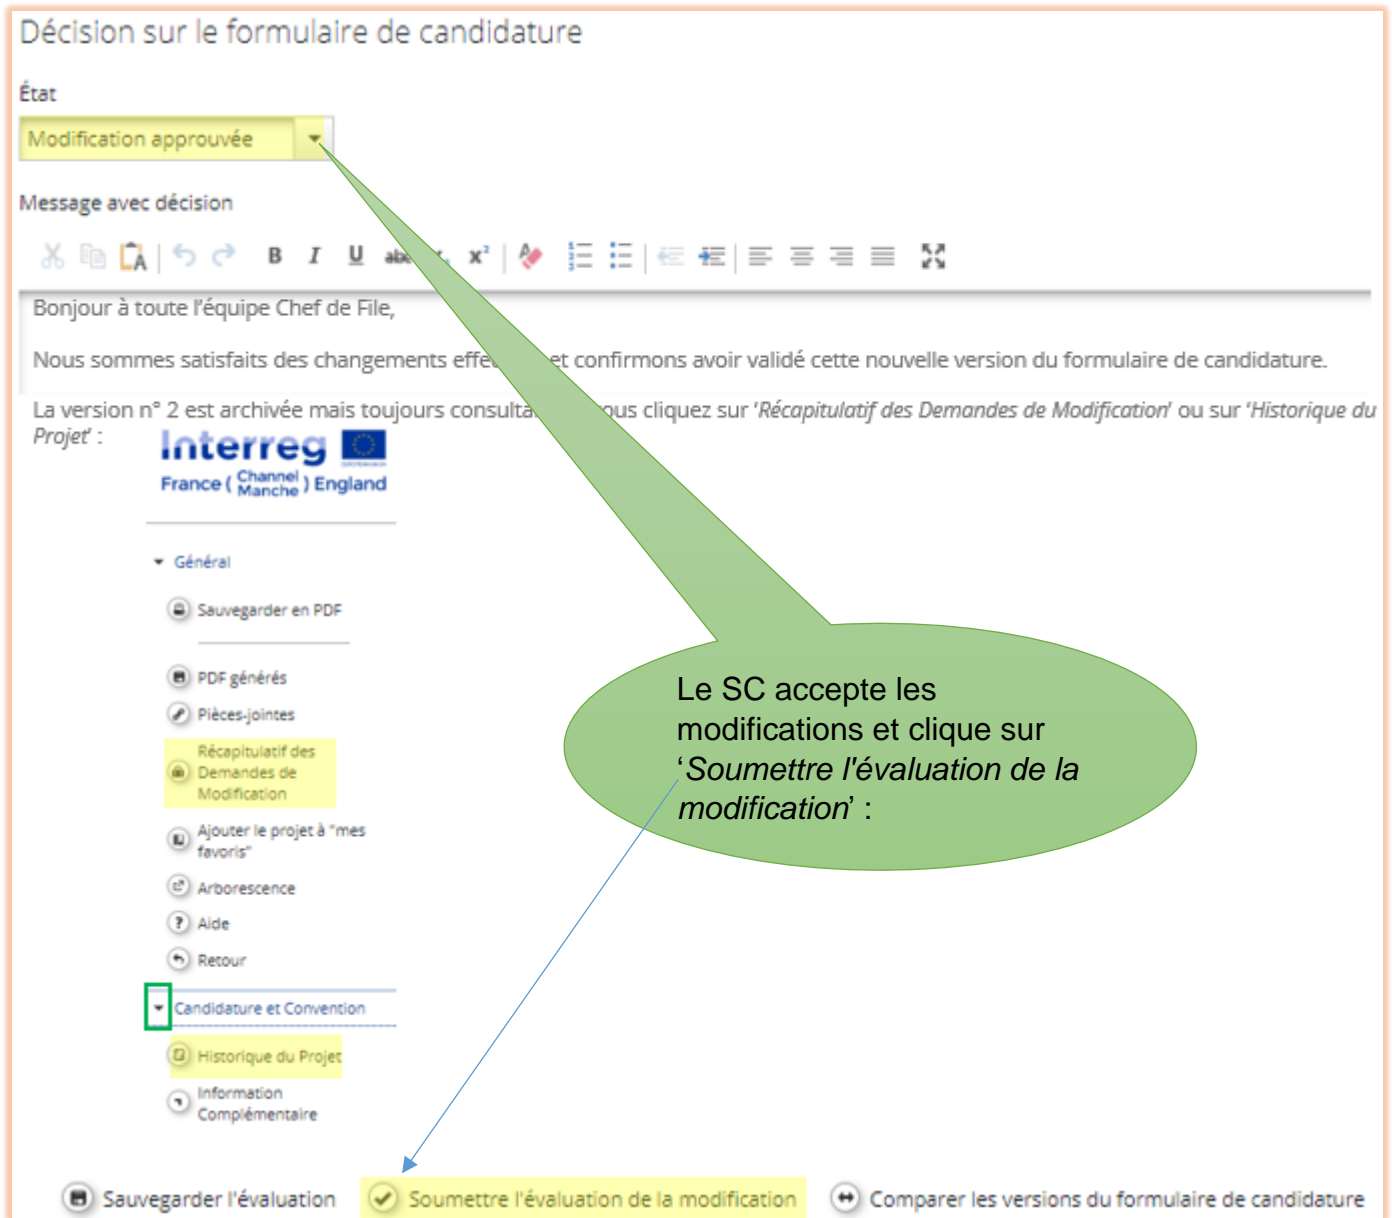 Décision sur le formulaire de candidature
État
Modification approuvée
Message avec décision
B I U abc x²
Bonjour à toute l'équipe Chef de File,
Nous sommes satisfaits des changements effe et confirmons avoir validé cette nouvelle version du formulaire de candidature.
La version n° 2 est archivée mais toujours consulta ous cliquez sur 'Récapitulatif des Demandes de Modification' ou sur 'Historique du
Projet' :
Interreg
France ( Channel Manche ) England
Général
Sauvegarder en PDF
PDF générés
Pièces-jointes
Récapitulatif des
Demandes de
Modification
Ajouter le projet à "mes
favoris"
Arborescence
Aide
Retour
Candidature et Convention
Historique du Projet
Information
Complémentaire
Le SC accepte les
modifications et clique sur
‘Soumettre l'évaluation de la
modification’ :
Sauvegarder l'évaluation Soumettre l'évaluation de la modification Comparer les versions du formulaire de candidature